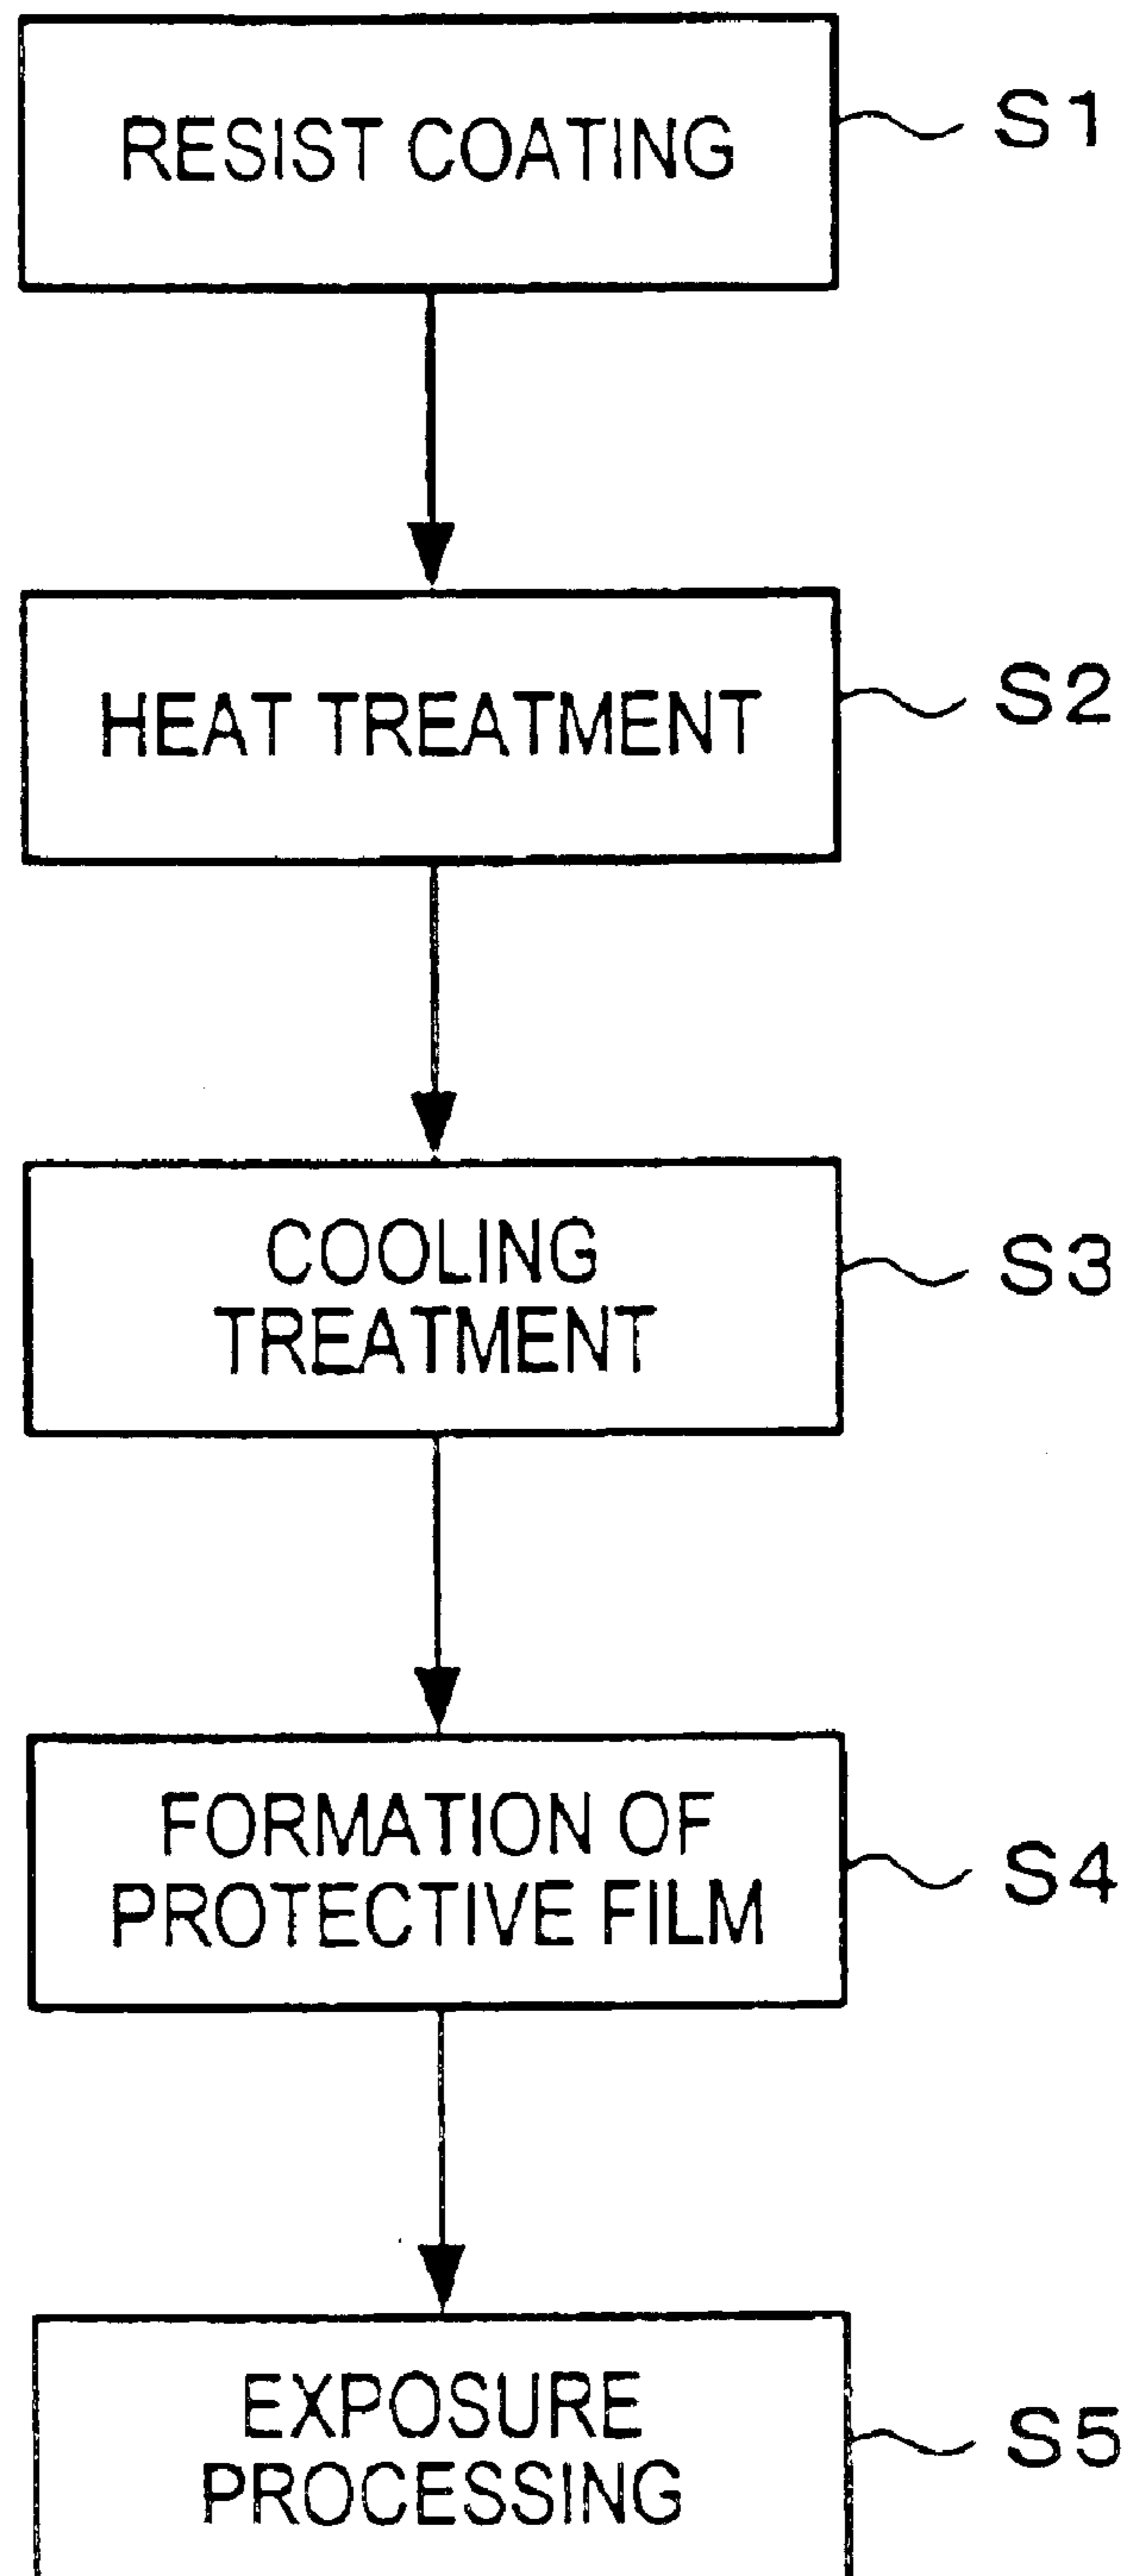 RESIST COATING
S1
HEAT TREATMENT
S2
COOLING
TREATMENT
S3
FORMATION OF
PROTECTIVE FILM
S4
EXPOSURE
PROCESSING
S5